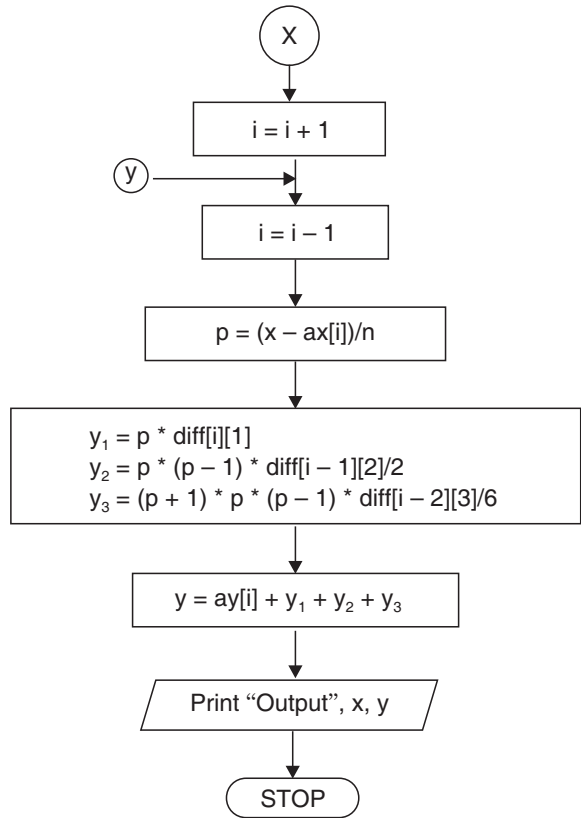 X
i = i + 1
y
i = i – 1
p = (x – ax[i])/n
y₁ = p * diff[i][1]
y₂ = p * (p – 1) * diff[i – 1][2]/2
y₃ = (p + 1) * p * (p – 1) * diff[i – 2][3]/6
y = ay[i] + y₁ + y₂ + y₃
Print “Output”, x, y
STOP